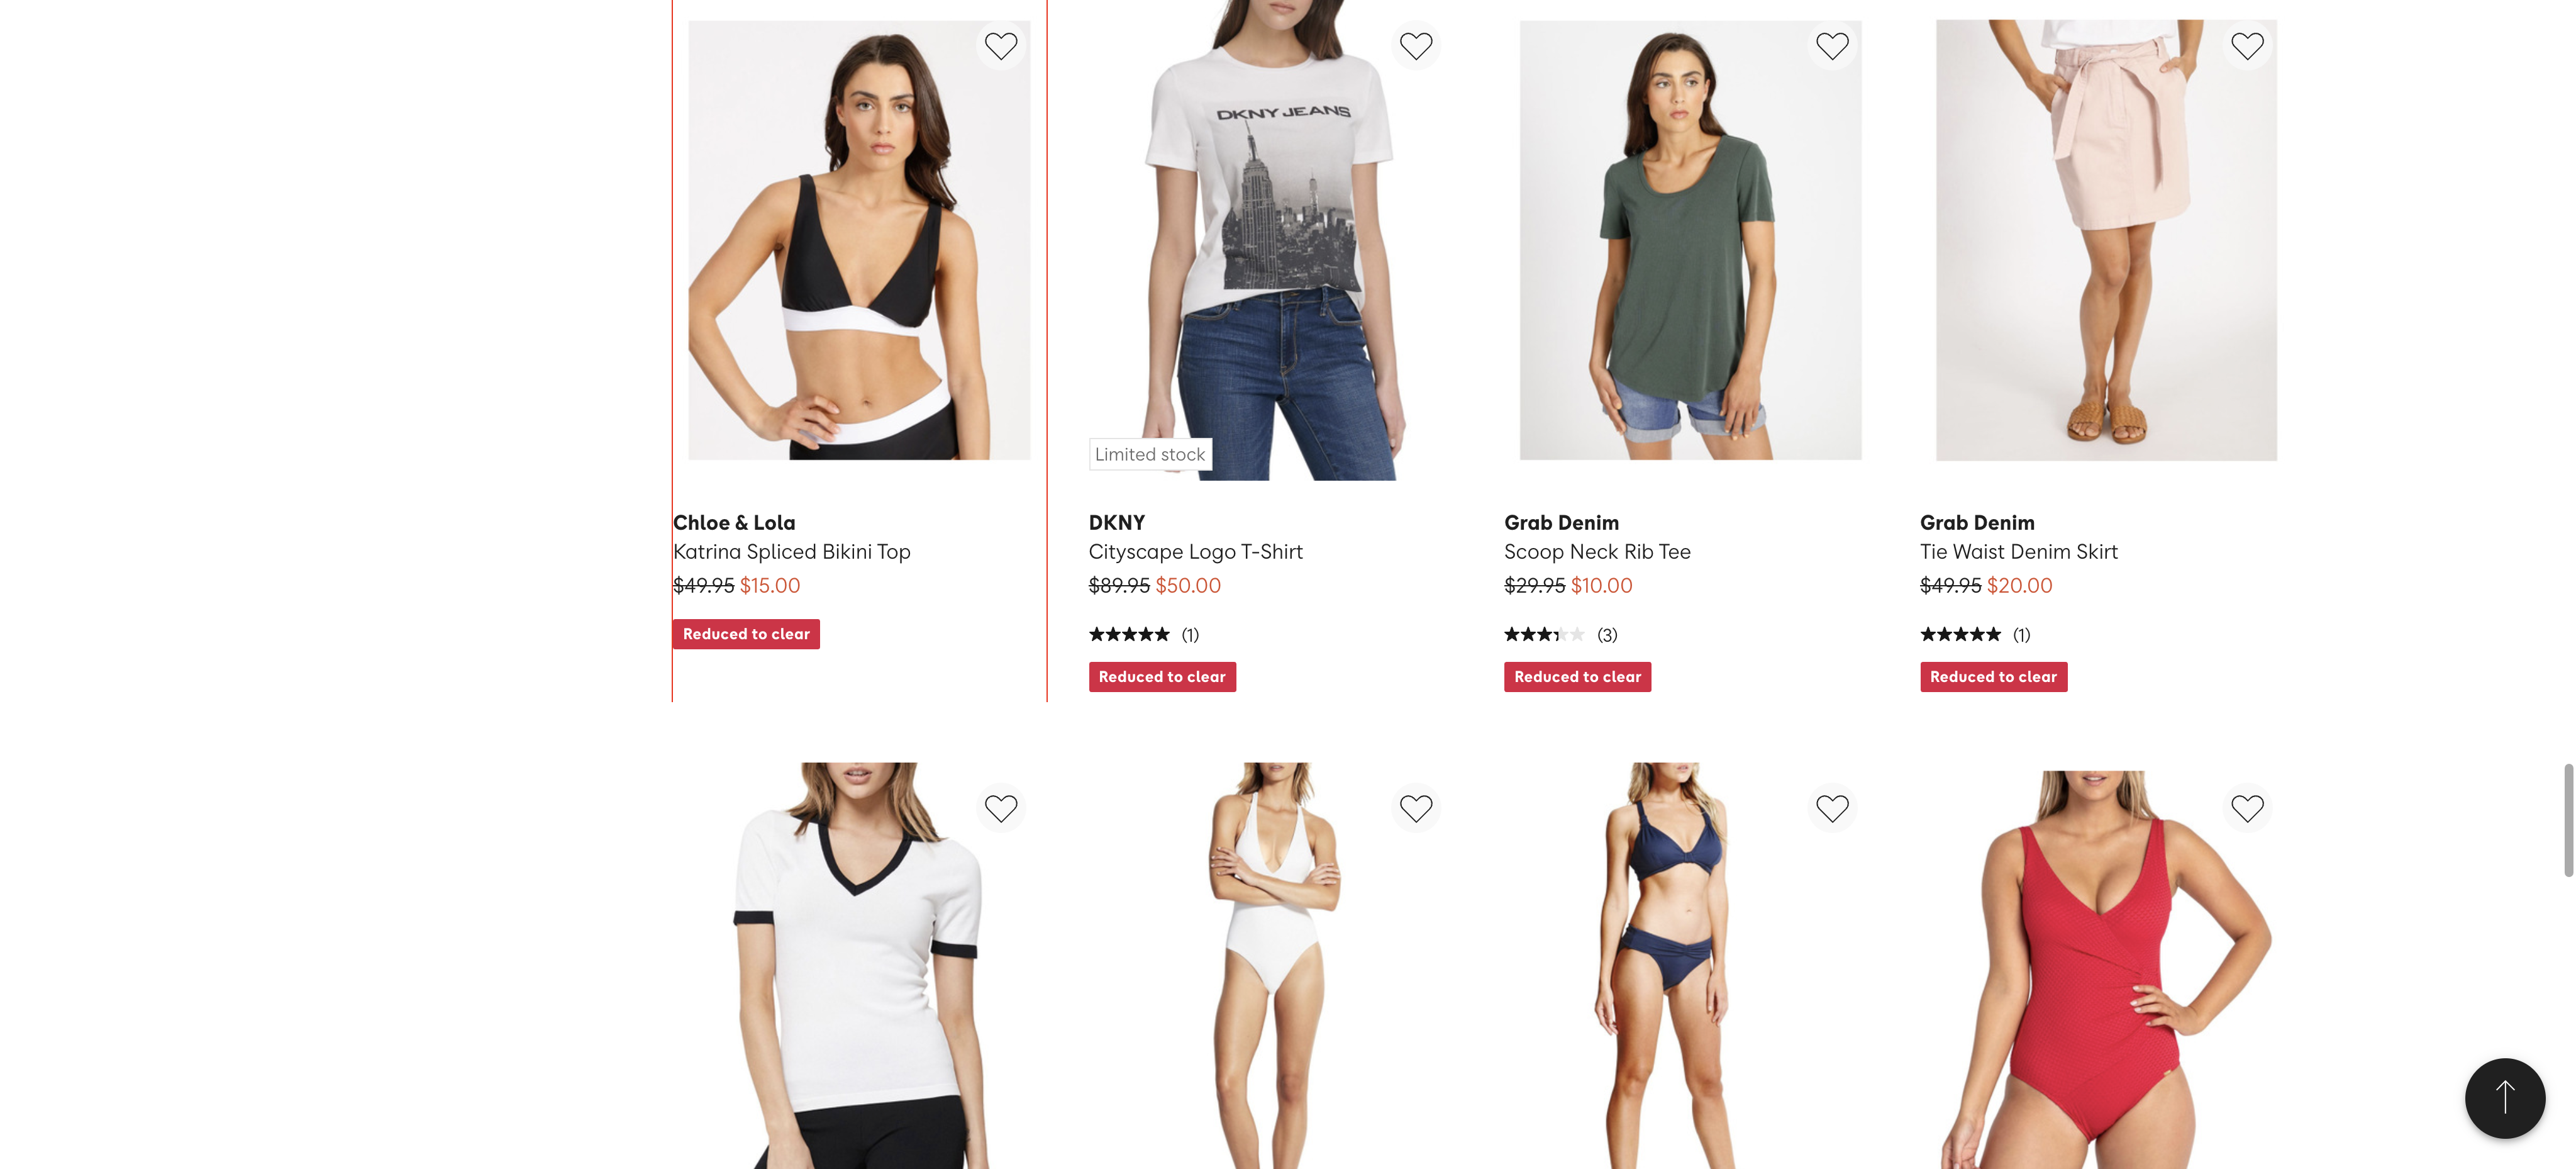 DKNY JEANS
Limited stock
Chloe & Lola
Katrina Spliced Bikini Top
$49.95 $15.00
Reduced to clear
DKNY
Cityscape Logo T-Shirt
$89.95 $50.00
(1)
Reduced to clear
Grab Denim
Scoop Neck Rib Tee
$29.95 $10.00
(3)
Reduced to clear
Grab Denim
Tie Waist Denim Skirt
$49.95 $20.00
(1)
Reduced to clear